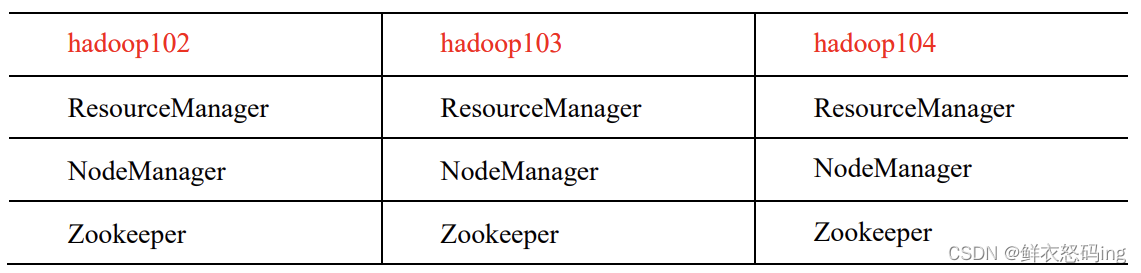 hadoop102 hadoop103 hadoop104
ResourceManager ResourceManager ResourceManager
NodeManager NodeManager NodeManager
Zookeeper Zookeeper Zookeeper
CSDN @鲜衣怒码ing